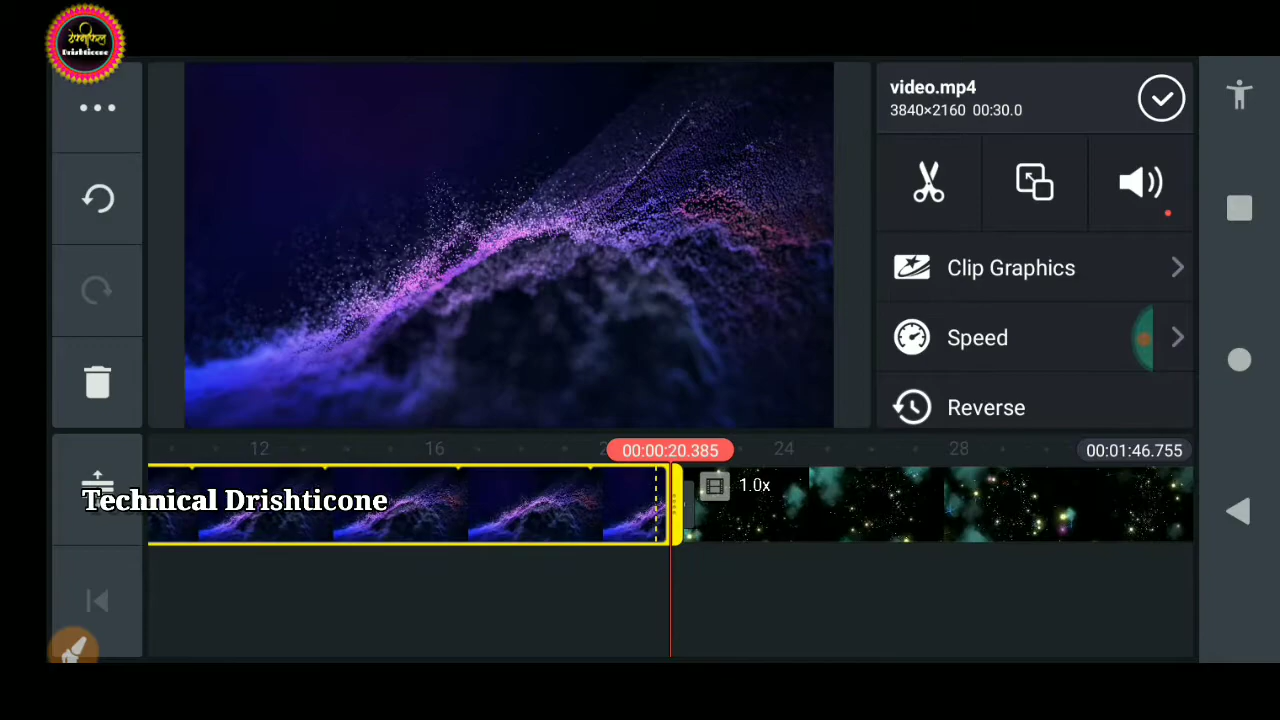 Drishticone
video.mp4
3840×2160 00:30.0
Clip Graphics
Speed
Reverse
12
16
00:00:20.385
24
28
00:01:46.755
1.0x
Technical Drishticone